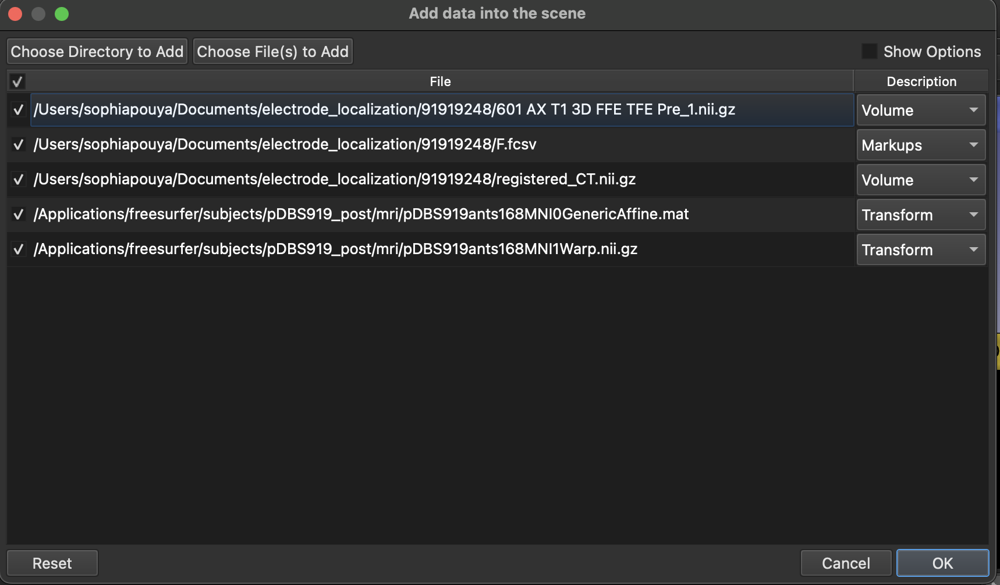 Add data into the scene
Choose Directory to Add Choose File(s) to Add Show Options
File Description
/Users/sophiapouya/Documents/electrode_localization/91919248/601 AX T1 3D FFE TFE Pre_1.nii.gz Volume
/Users/sophiapouya/Documents/electrode_localization/91919248/F.fcsv Markups
/Users/sophiapouya/Documents/electrode_localization/91919248/registered_CT.nii.gz Volume
/Applications/freesurfer/subjects/pDBS919_post/mri/pDBS919ants168MNI0GenericAffine.mat Transform
/Applications/freesurfer/subjects/pDBS919_post/mri/pDBS919ants168MNI1Warp.nii.gz Transform
Reset Cancel OK